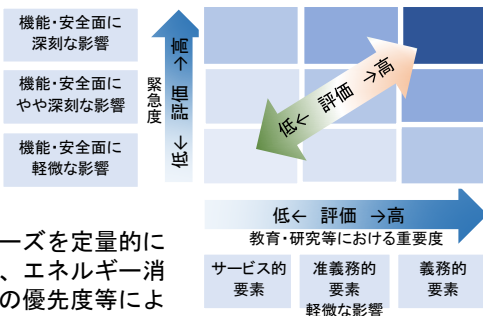 機能・安全面に
深刻な影響
機能・安全面に
やや深刻な影響
機能・安全面に
軽微な影響
緊急度
低← 評価 →高
低← 評価 →高
低← 評価 →高
教育・研究等における重要度
サービス的
要素
准義務的
要素
軽微な影響
義務的
要素
ーズを定量的に
、エネルギー消
の優先度等によ